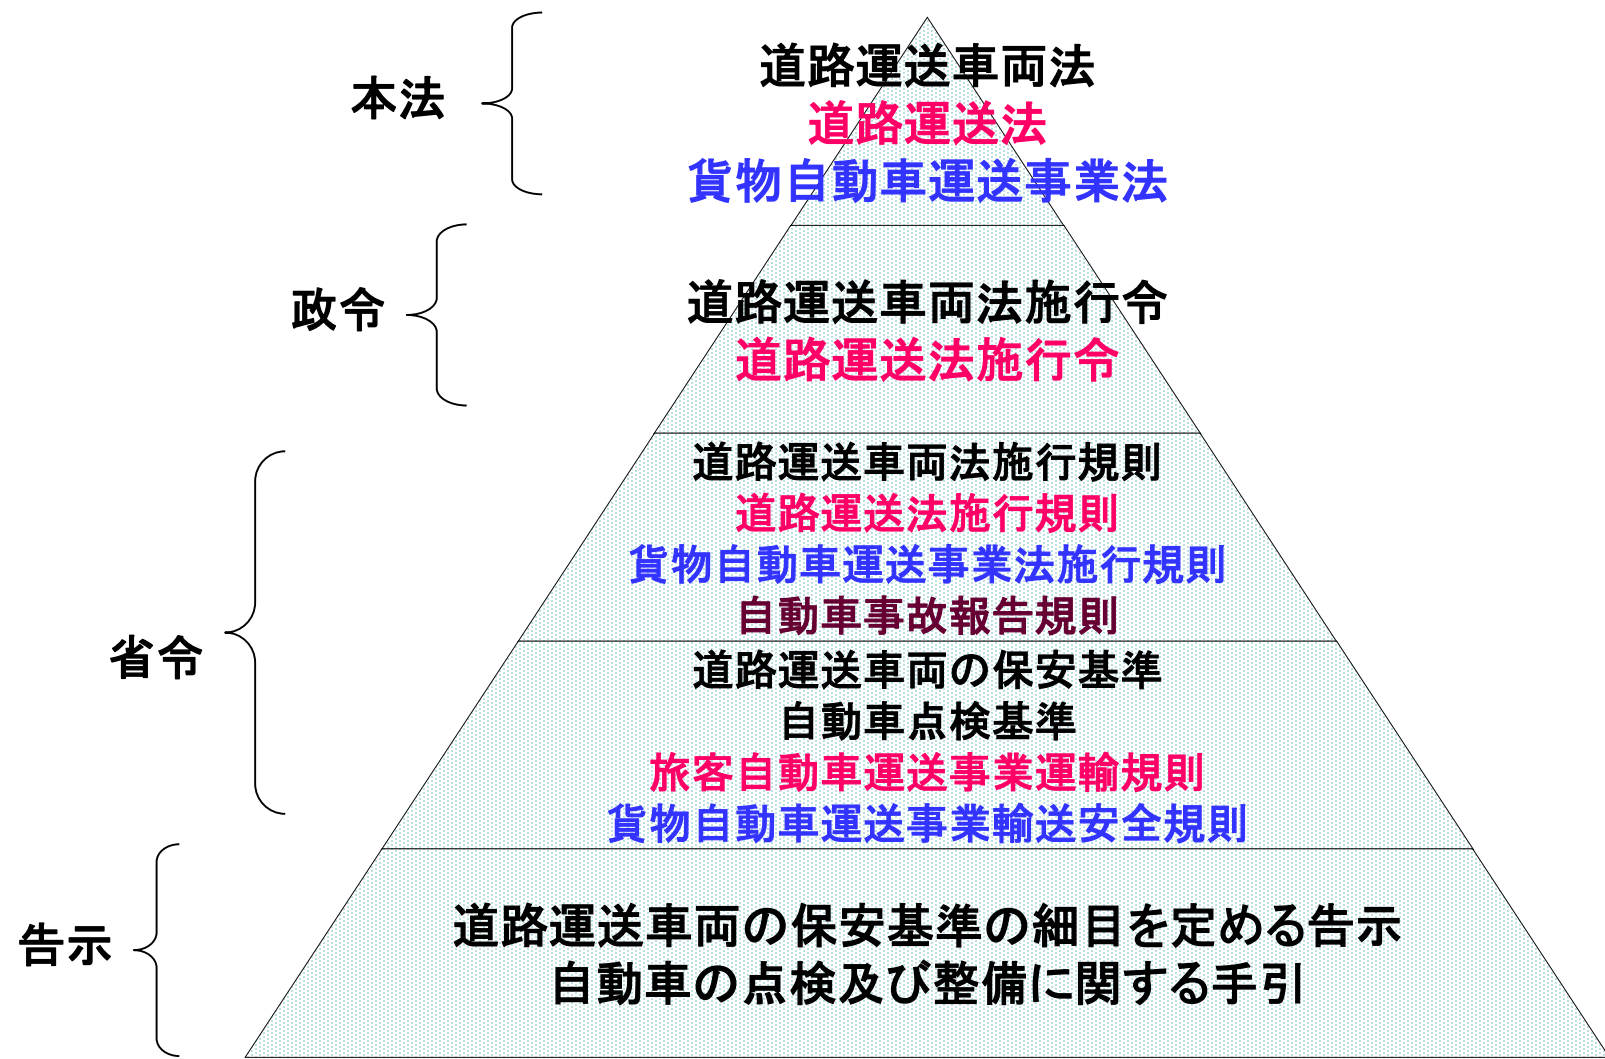 本法
道路運送車両法
道路運送法
貨物自動車運送事業法
政令
道路運送車両法施行令
道路運送法施行令
省令
道路運送車両法施行規則
道路運送法施行規則
貨物自動車運送事業法施行規則
自動車事故報告規則
道路運送車両の保安基準
自動車点検基準
旅客自動車運送事業運輸規則
貨物自動車運送事業輸送安全規則
告示
道路運送車両の保安基準の細目を定める告示
自動車の点検及び整備に関する手引